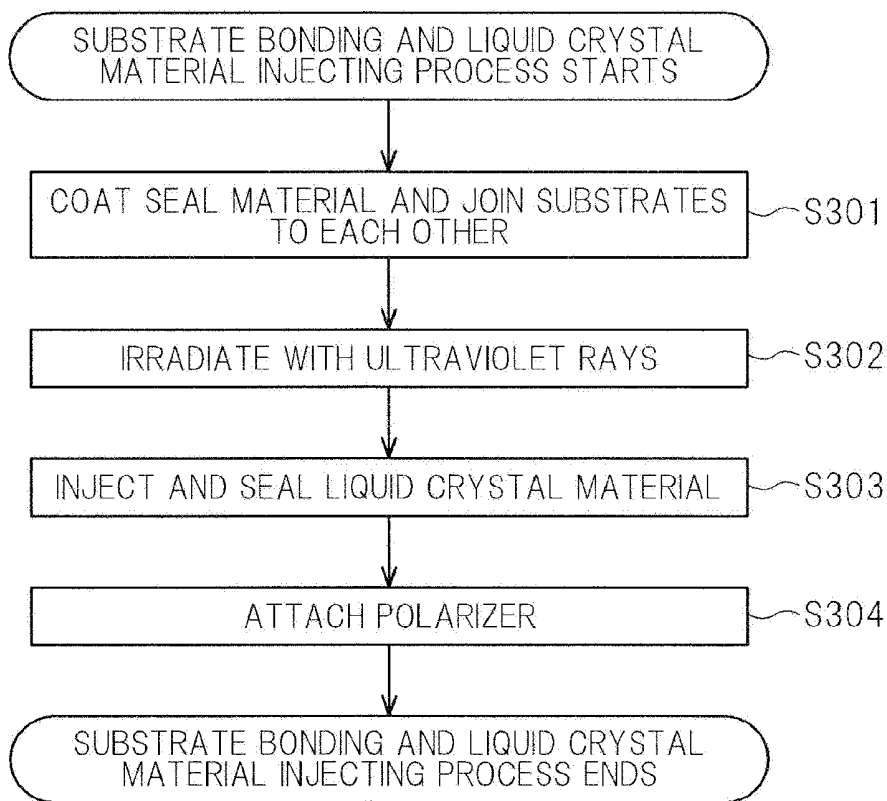 SUBSTRATE BONDING AND LIQUID CRYSTAL
MATERIAL INJECTING PROCESS STARTS
COAT SEAL MATERIAL AND JOIN SUBSTRATES
TO EACH OTHER
S301
IRRADIATE WITH ULTRAVIOLET RAYS
S302
INJECT AND SEAL LIQUID CRYSTAL MATERIAL
S303
ATTACH POLARIZER
S304
SUBSTRATE BONDING AND LIQUID CRYSTAL
MATERIAL INJECTING PROCESS ENDS